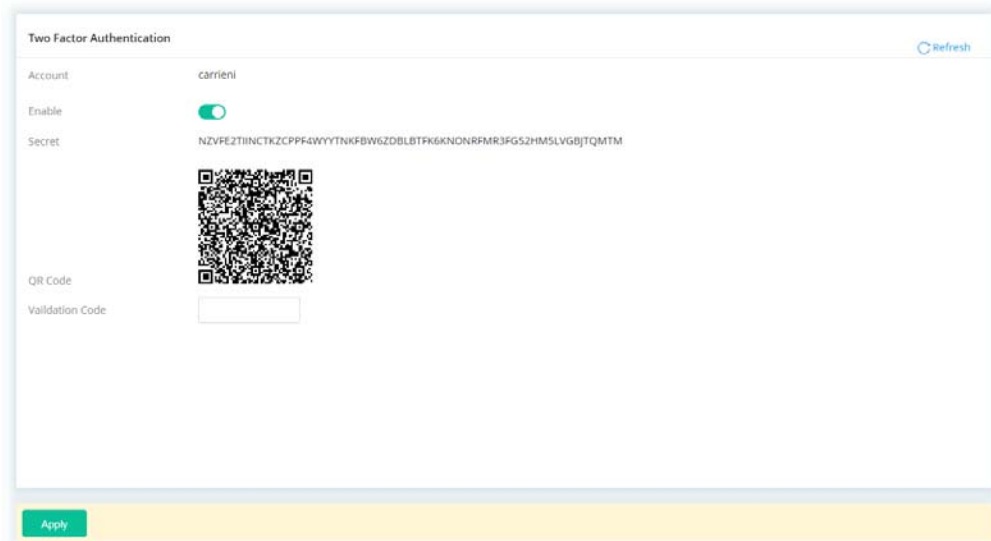 Two Factor Authentication
Refresh
Account carrieni
Enable
Secret NZVFE2TIINCTKZCPPF4WYYTNKFBW6ZDBLBTFK6KNONRFMR3FG52HM5LVGBJTQMTM
QR Code
Vaildation Code
Apply